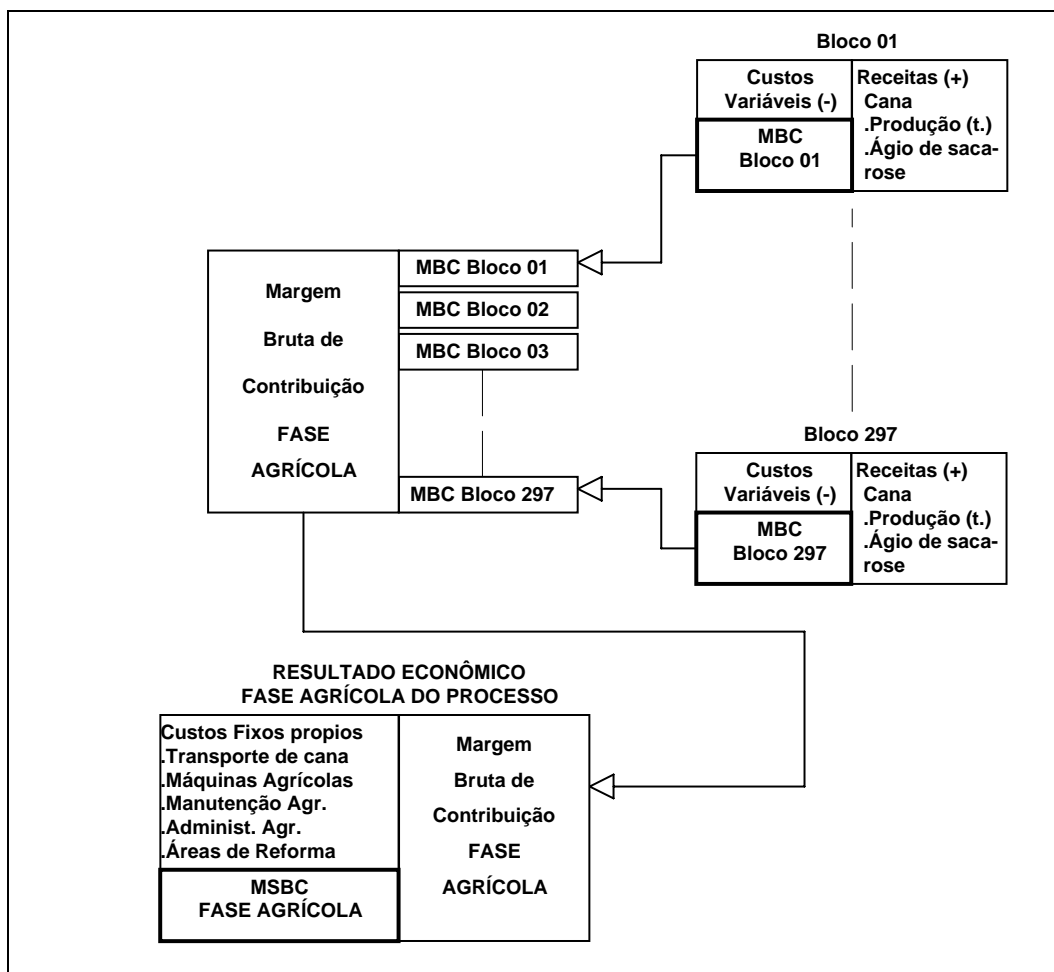 Bloco 01
Custos
Variáveis (-)
MBC
Bloco 01
Receitas (+)
Cana
.Produção (t.)
.Ágio de saca-
rose
Margem
Bruta de
Contribuição
FASE
AGRÍCOLA
MBC Bloco 01
MBC Bloco 02
MBC Bloco 03
MBC Bloco 297
Bloco 297
Custos
Variáveis (-)
MBC
Bloco 297
Receitas (+)
Cana
.Produção (t.)
.Ágio de saca-
rose
RESULTADO ECONÔMICO
FASE AGRÍCOLA DO PROCESSO
Custos Fixos propios
.Transporte de cana
.Máquinas Agrícolas
.Manutenção Agr.
.Administ. Agr.
.Áreas de Reforma
MSBC
FASE AGRÍCOLA
Margem
Bruta de
Contribuição
FASE
AGRÍCOLA